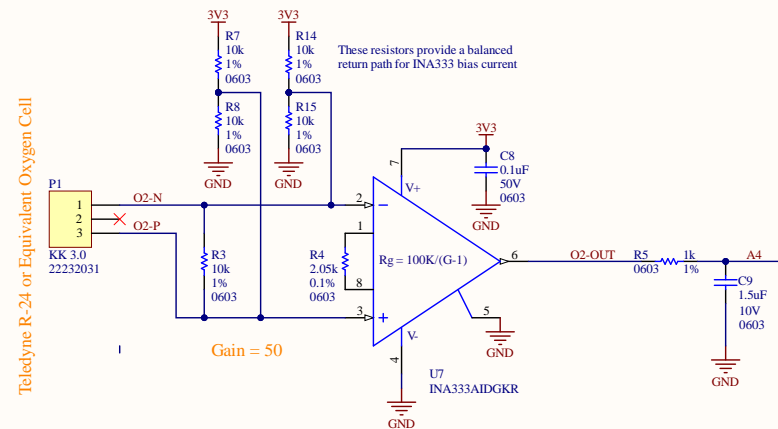 3V3
3V3
R7
10k
1%
0603
R14
10k
1%
0603
These resistors provide a balanced
return path for INA333 bias current
R8
10k
1%
0603
R15
10k
1%
0603
GND
GND
3V3
C8
0.1uF
50V
0603
GND
Teledyne R-24 or Equivalent Oxygen Cell
P1
1
2
3
KK 3.0
22232031
O2-N
O2-P
R3
10k
1%
0603
R4
2.05k
0.1%
0603
2
1
8
3
7
V+
Rg = 100K/(G-1)
V-
4
6
5
GND
GND
U7
INA333AIDGKR
Gain = 50
O2-OUT
R5
0603
1k
1%
A4
C9
1.5uF
10V
0603
GND